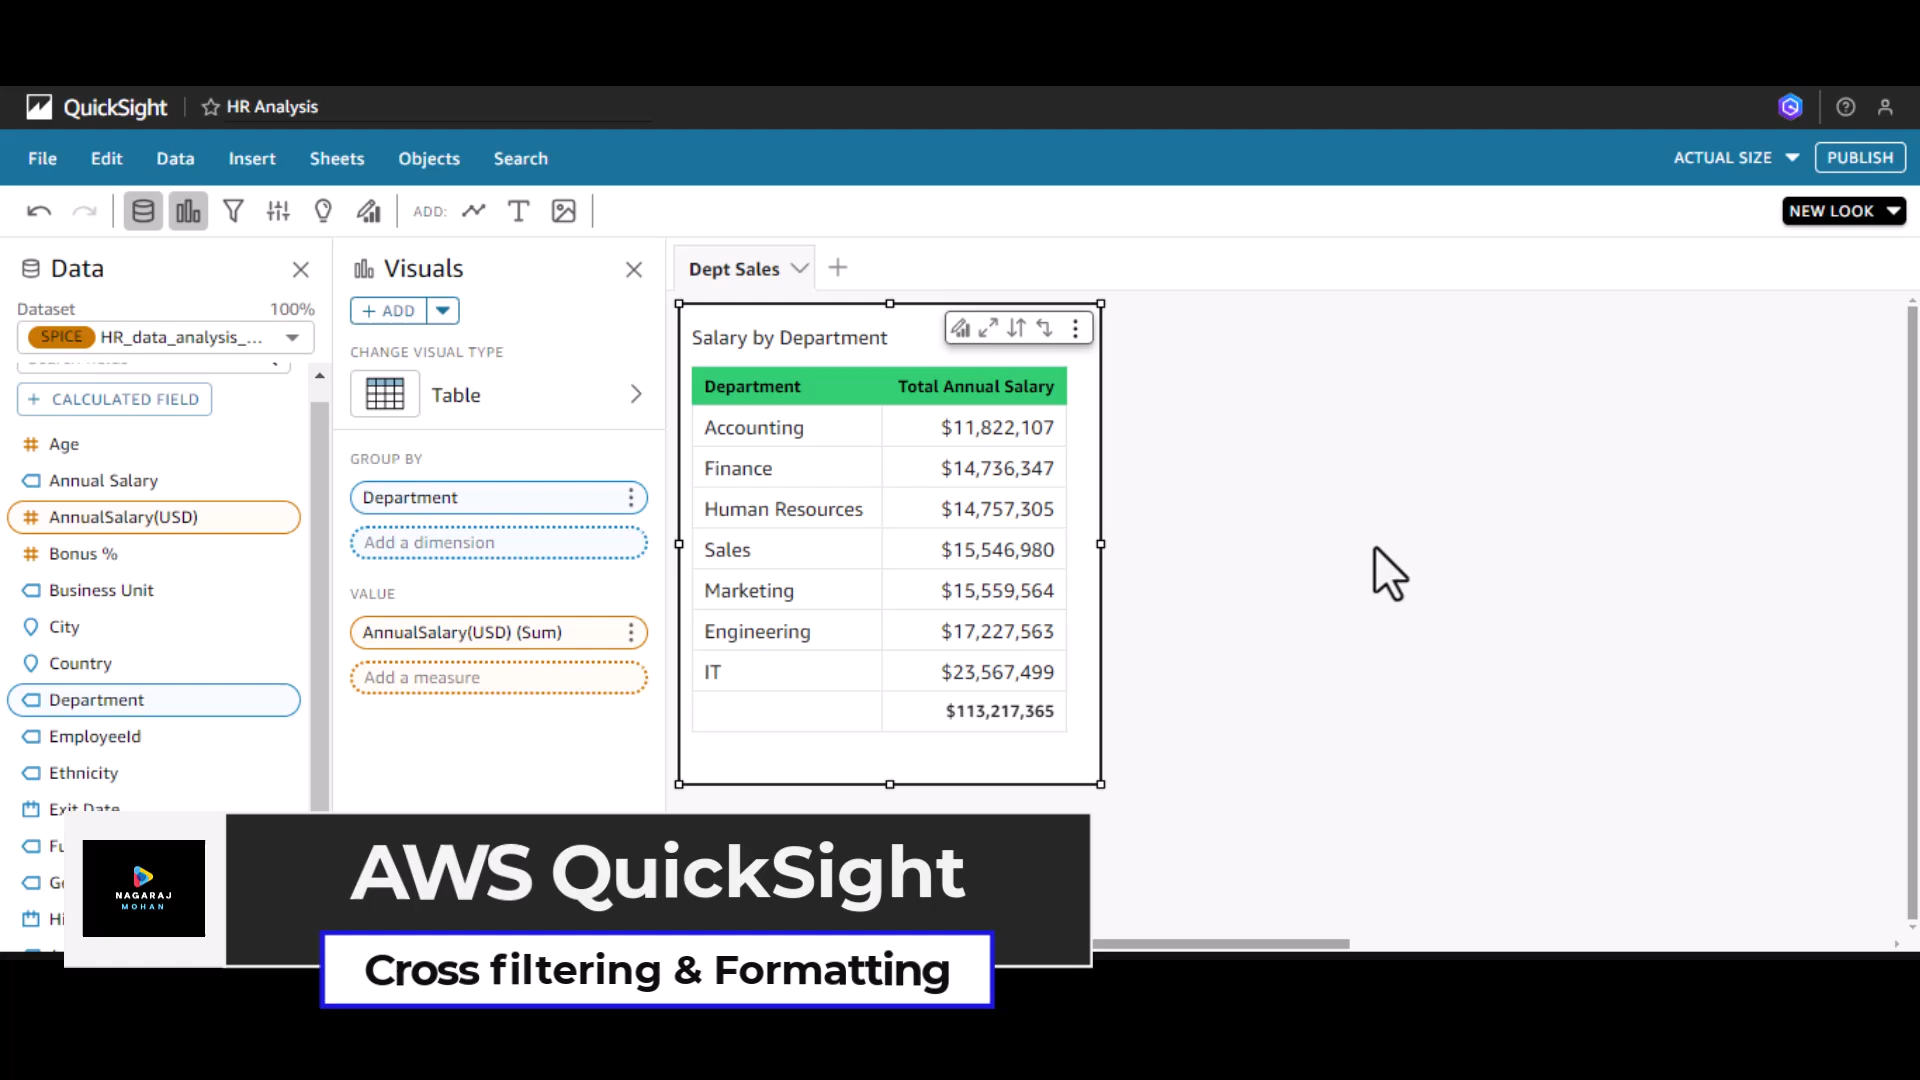 QuickSight
HR Analysis
File Edit Data Insert Sheets Objects Search
ACTUAL SIZE
PUBLISH
ADD:
NEW LOOK
Data
Dataset 100%
SPICE HR_data_analysis_...
+ CALCULATED FIELD
Age
Annual Salary
AnnualSalary(USD)
Bonus %
Business Unit
City
Country
Department
EmployeeId
Ethnicity
Exit Date
Fu
Ge
Hi
Visuals
+ ADD
CHANGE VISUAL TYPE
Table
GROUP BY
Department
Add a dimension
VALUE
AnnualSalary(USD) (Sum)
Add a measure
Dept Sales
Salary by Department
Department Total Annual Salary
Accounting $11,822,107
Finance $14,736,347
Human Resources $14,757,305
Sales $15,546,980
Marketing $15,559,564
Engineering $17,227,563
IT $23,567,499
$113,217,365
NAGARAJ
MOHAN
AWS QuickSight
Cross filtering & Formatting